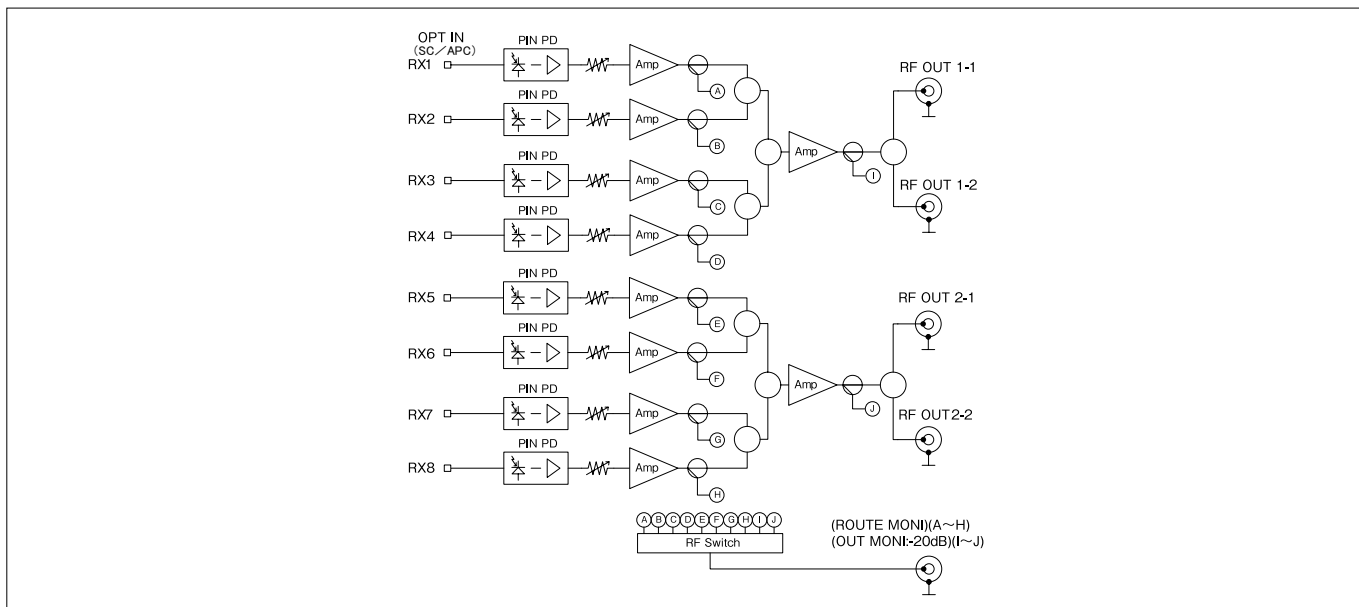 OPT IN
(SC/APC)
PIN PD
RX1
Amp
A
RF OUT 1-1
PIN PD
RX2
Amp
B
Amp
I
PIN PD
RX3
Amp
C
RF OUT 1-2
PIN PD
RX4
Amp
D
PIN PD
RX5
Amp
E
RF OUT 2-1
PIN PD
RX6
Amp
F
Amp
J
PIN PD
RX7
Amp
G
RF OUT2-2
PIN PD
RX8
Amp
H
A B C D E F G H I J
RF Switch
(ROUTE MONI)(A~H)
(OUT MONI:-20dB)(I~J)